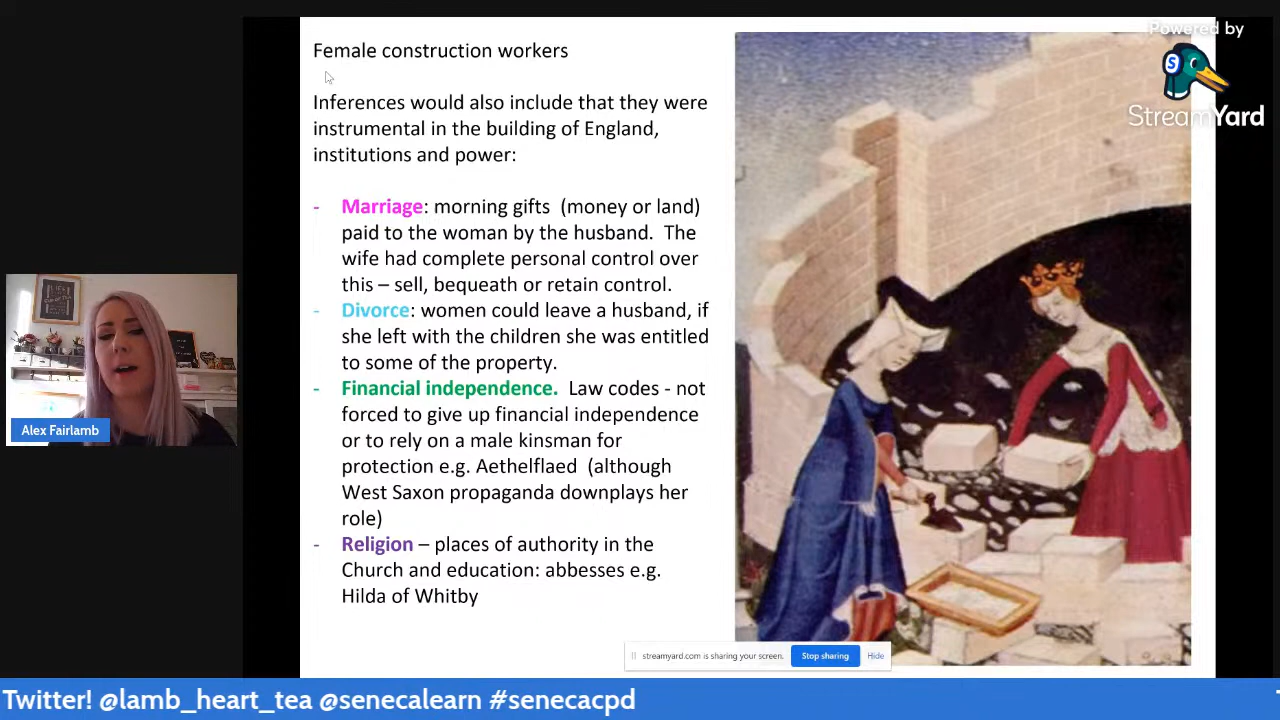 Female construction workers
Inferences would also include that they were
instrumental in the building of England,
institutions and power:
- Marriage: morning gifts (money or land)
paid to the woman by the husband. The
wife had complete personal control over
this – sell, bequeath or retain control.
- Divorce: women could leave a husband, if
she left with the children she was entitled
to some of the property.
- Financial independence. Law codes - not
forced to give up financial independence
or to rely on a male kinsman for
protection e.g. Aethelflaed (although
West Saxon propaganda downplays her
role)
- Religion – places of authority in the
Church and education: abbesses e.g.
Hilda of Whitby
Powered by
S
StreamYard
Alex Fairlamb
streamyard.com is sharing your screen. Stop sharing Hide
Twitter! @lamb_heart_tea @senecalearn #senecacpd